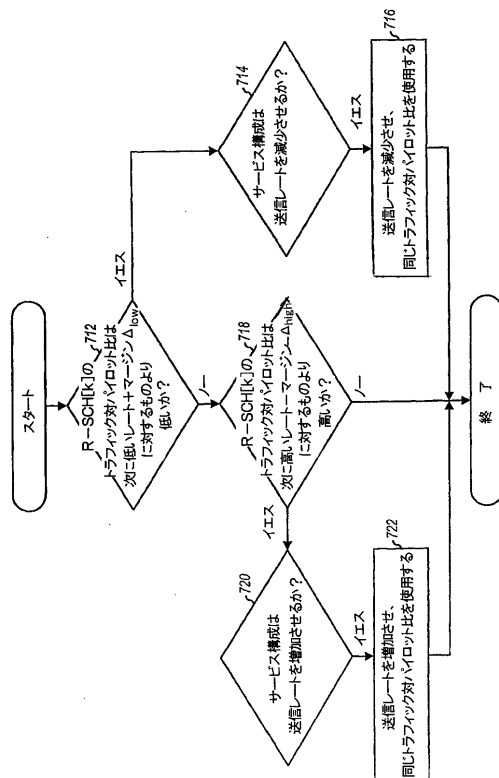 スタート
712
R－SCH[k]の
トラフィック対パイロット比は
次に低いレート＋マージンΔlow
に対するものより
低いか？
イエス
ノー
714
サービス構成は
送信レートを減少させるか？
イエス
716
送信レートを減少させ、
同じトラフィック対パイロット比を使用する
718
R－SCH[k]の
トラフィック対パイロット比は
次に高いレート－マージン－Δhigh
に対するものより
高いか？
イエス
ノー
720
サービス構成は
送信レートを増加させるか？
イエス
722
送信レートを増加させ、
同じトラフィック対パイロット比を使用する
終 了